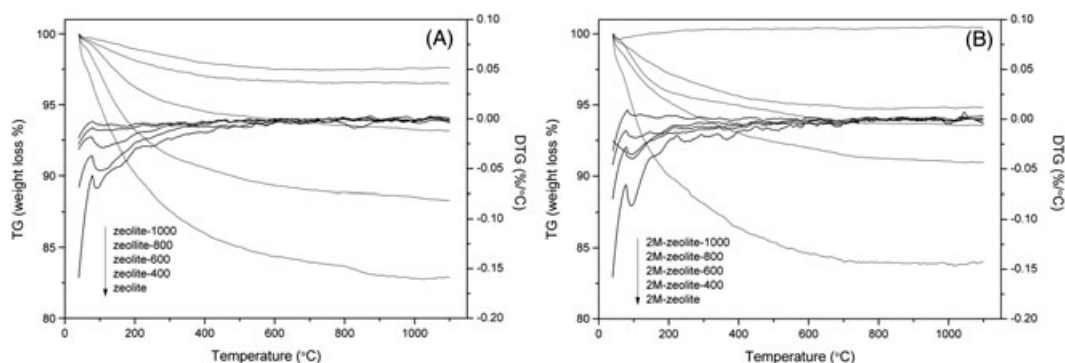 (A)
TG (weight loss %)
100
95
90
85
80
0.10
0.05
0.00
-0.05
-0.10
-0.15
-0.20
DTG (%/°C)
zeolite-1000
zeollite-800
zeolite-600
zeolite-400
zeolite
0 200 400 600 800 1000
Temperature (°C)
(B)
TG (weight loss %)
100
95
90
85
80
0.10
0.05
0.00
-0.05
-0.10
-0.15
-0.20
DTG (%/°C)
2M-zeolite-1000
2M-zeolite-800
2M-zeolite-600
2M-zeolite-400
2M-zeolite
0 200 400 600 800 1000
Temperature (°C)